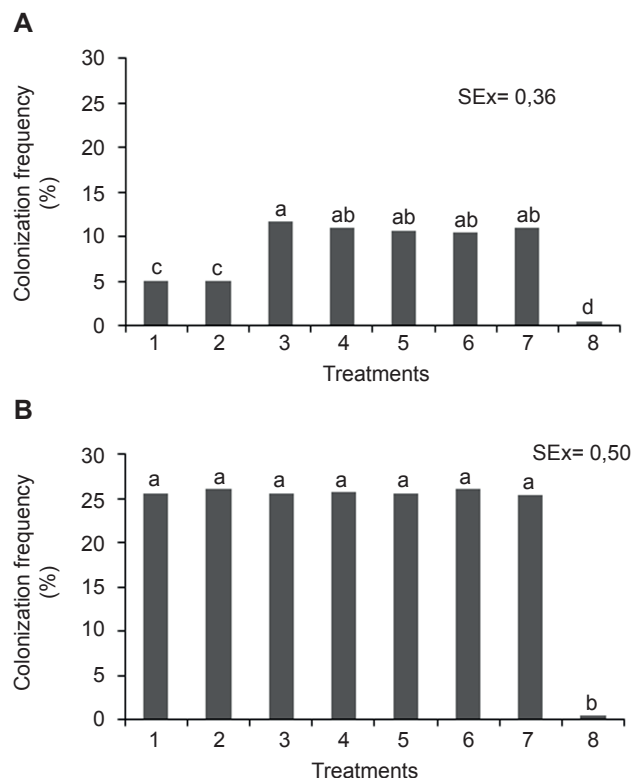 A
30
SEx= 0,36
25
20
15
a
ab
ab
ab
ab
10
c
c
5
d
0
1 2 3 4 5 6 7 8
Treatments
Colonization frequency
(%)
B
30
SEx= 0,50
a
a
a
a
a
a
a
25
20
15
10
5
b
0
1 2 3 4 5 6 7 8
Treatments
Colonization frequency
(%)